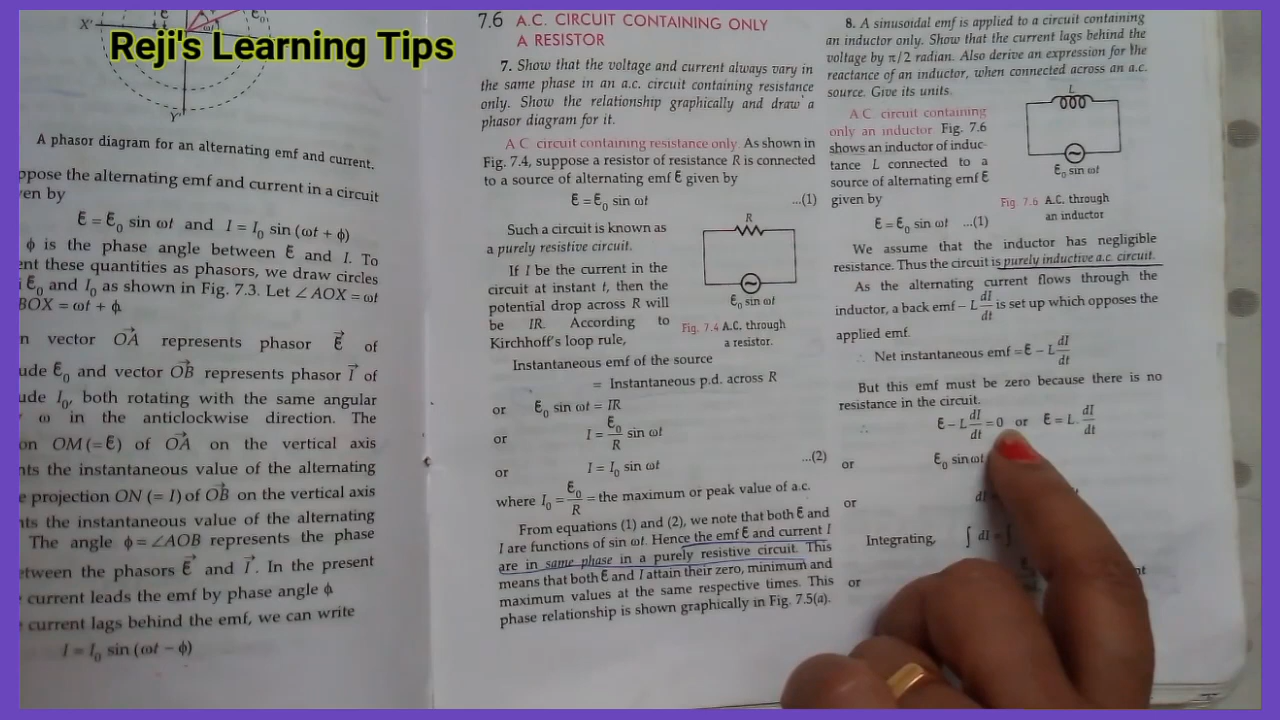 Reji's Learning Tips
X'
Y'
A phasor diagram for an alternating emf and current.
ppose the alternating emf and current in a circuit
en by
ℰ = ℰ₀ sin ωt and I = I₀ sin (ωt + ϕ)
ϕ is the phase angle between ℰ and I. To
ent these quantities as phasors, we draw circles
ℰ₀ and I₀ as shown in Fig. 7.3. Let ∠AOX = ωt
BOX = ωt + ϕ.
n vector OA⃗ represents phasor ℰ⃗ of
ude ℰ₀ and vector OB⃗ represents phasor I⃗ of
ude I₀, both rotating with the same angular
ω in the anticlockwise direction. The
on OM (= ℰ) of OA⃗ on the vertical axis
nts the instantaneous value of the alternating
e projection ON (= I) of OB⃗ on the vertical axis
nts the instantaneous value of the alternating
The angle ϕ = ∠AOB represents the phase
etween the phasors ℰ⃗ and I⃗. In the present
current leads the emf by phase angle ϕ
current lags behind the emf, we can write
I = I₀ sin (ωt − ϕ)
7.6 A.C. CIRCUIT CONTAINING ONLY
A RESISTOR
7. Show that the voltage and current always vary in
the same phase in an a.c. circuit containing resistance
only. Show the relationship graphically and draw a
phasor diagram for it.
A C circuit containing resistance only. As shown in
Fig. 7.4, suppose a resistor of resistance R is connected
to a source of alternating emf ℰ given by
ℰ = ℰ₀ sin ωt ...(1)
Such a circuit is known as
a purely resistive circuit.
If I be the current in the
circuit at instant t, then the
potential drop across R will
be IR. According to
Kirchhoff's loop rule,
R
ℰ₀ sin ωt
Fig. 7.4 A.C. through
a resistor.
Instantaneous emf of the source
= Instantaneous p.d. across R
or ℰ₀ sin ωt = IR
or I = ℰ₀/R sin ωt
or I = I₀ sin ωt ...(2)
where I₀ = ℰ₀/R = the maximum or peak value of a.c.
From equations (1) and (2), we note that both ℰ and
I are functions of sin ωt. Hence the emf ℰ and current I
are in same phase in a purely resistive circuit. This
means that both ℰ and I attain their zero, minimum and
maximum values at the same respective times. This
phase relationship is shown graphically in Fig. 7.5(a).
8. A sinusoidal emf is applied to a circuit containing
an inductor only. Show that the current lags behind the
voltage by π/2 radian. Also derive an expression for the
reactance of an inductor, when connected across an a.c.
source. Give its units.
A C circuit containing
only an inductor Fig. 7.6
shows an inductor of induc-
tance L connected to a
source of alternating emf ℰ
given by
L
ℰ₀ sin ωt
Fig. 7.6 A.C. through
an inductor
ℰ = ℰ₀ sin ωt ...(1)
We assume that the inductor has negligible
resistance. Thus the circuit is purely inductive a.c. circuit.
As the alternating current flows through the
inductor, a back emf − L dI/dt is set up which opposes the
applied emf.
∴ Net instantaneous emf = ℰ − L dI/dt
But this emf must be zero because there is no
resistance in the circuit.
∴ ℰ − L dI/dt = 0 or ℰ = L. dI/dt
or ℰ₀ sin ωt
or dI =
Integrating, ∫ dI = ∫
or